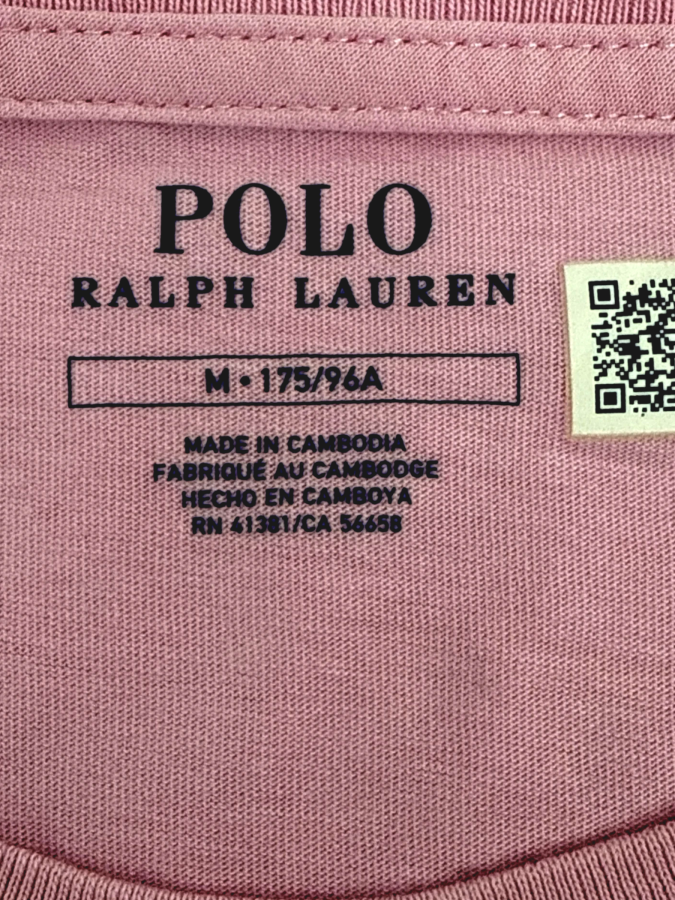 POLO
RALPH LAUREN
M • 175/96A
MADE IN CAMBODIA
FABRIQUÉ AU CAMBODGE
HECHO EN CAMBOYA
RN 41381/CA 56658